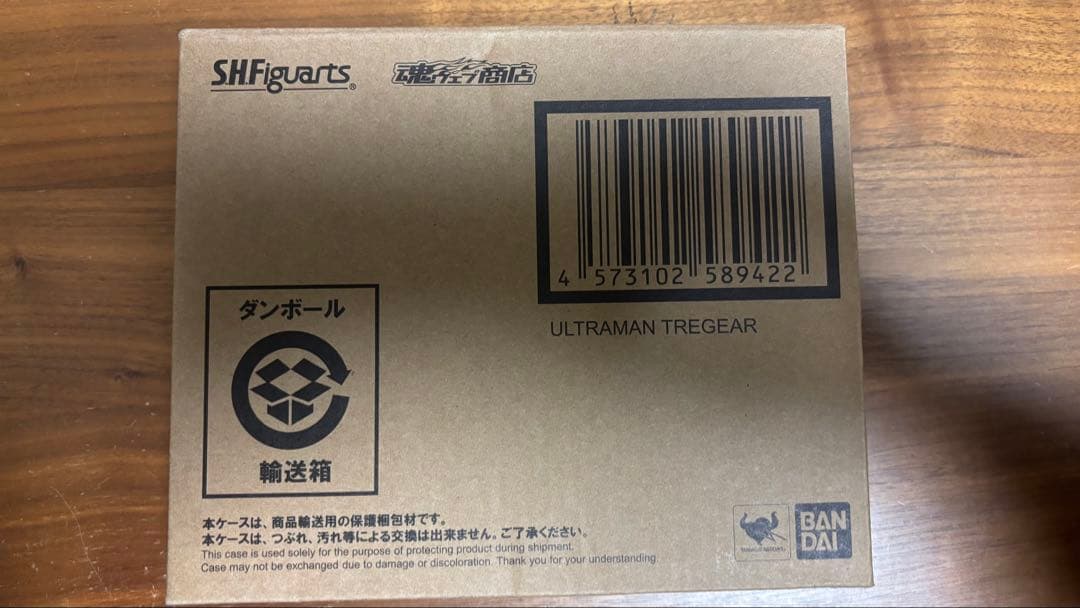 S.H.Figuarts®
魂ウェブ商店
4 573102 589422
ULTRAMAN TREGEAR
ダンボール
輸送箱
本ケースは、商品輸送用の保護梱包材です。
本ケースは、つぶれ、汚れ等による交換は出来ません。ご了承ください。
This case is used solely for the purpose of protecting product during shipment.
Case may not be exchanged due to damage or discoloration. Thank you for your understanding.
TAMASHII NATIONS
BAN
DAI